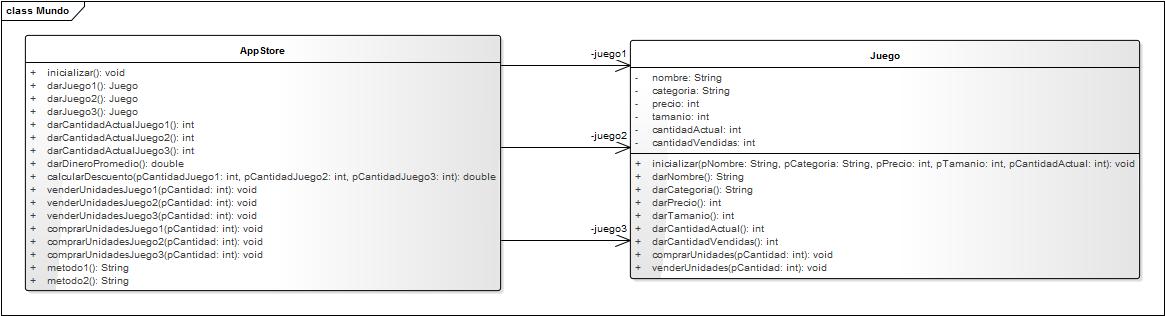 class Mundo
AppStore
+ inicializar(): void
+ darJuego1(): Juego
+ darJuego2(): Juego
+ darJuego3(): Juego
+ darCantidadActualJuego1(): int
+ darCantidadActualJuego2(): int
+ darCantidadActualJuego3(): int
+ darDineroPromedio(): double
+ calcularDescuento(pCantidadJuego1: int, pCantidadJuego2: int, pCantidadJuego3: int): double
+ venderUnidadesJuego1(pCantidad: int): void
+ venderUnidadesJuego2(pCantidad: int): void
+ venderUnidadesJuego3(pCantidad: int): void
+ comprarUnidadesJuego1(pCantidad: int): void
+ comprarUnidadesJuego2(pCantidad: int): void
+ comprarUnidadesJuego3(pCantidad: int): void
+ metodo1(): String
+ metodo2(): String
-juego1
-juego2
-juego3
Juego
- nombre: String
- categoria: String
- precio: int
- tamanio: int
- cantidadActual: int
- cantidadVendidas: int
+ inicializar(pNombre: String, pCategoria: String, pPrecio: int, pTamanio: int, pCantidadActual: int): void
+ darNombre(): String
+ darCategoria(): String
+ darPrecio(): int
+ darTamanio(): int
+ darCantidadActual(): int
+ darCantidadVendidas(): int
+ comprarUnidades(pCantidad: int): void
+ venderUnidades(pCantidad: int): void